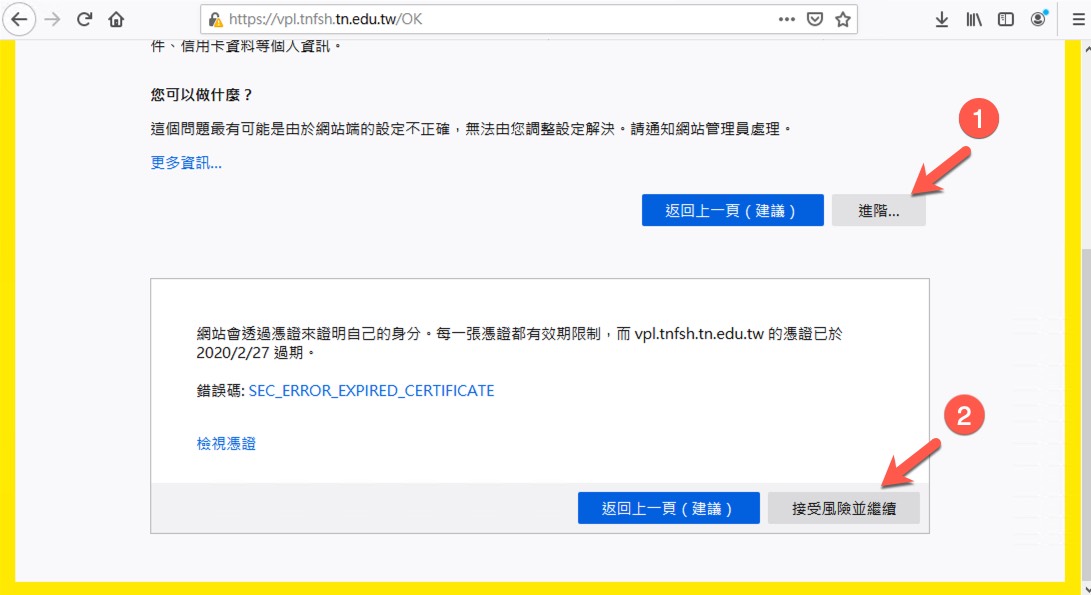 https://vpl.tnfsh.tn.edu.tw/OK
件、信用卡資料等個人資訊。
您可以做什麼？
這個問題最有可能是由於網站端的設定不正確，無法由您調整設定解決。請通知網站管理員處理。
更多資訊...
1
返回上一頁（建議）
進階...
網站會透過憑證來證明自己的身分。每一張憑證都有效期限制，而 vpl.tnfsh.tn.edu.tw 的憑證已於
2020/2/27 過期。
錯誤碼: SEC_ERROR_EXPIRED_CERTIFICATE
2
檢視憑證
返回上一頁（建議）
接受風險並繼續